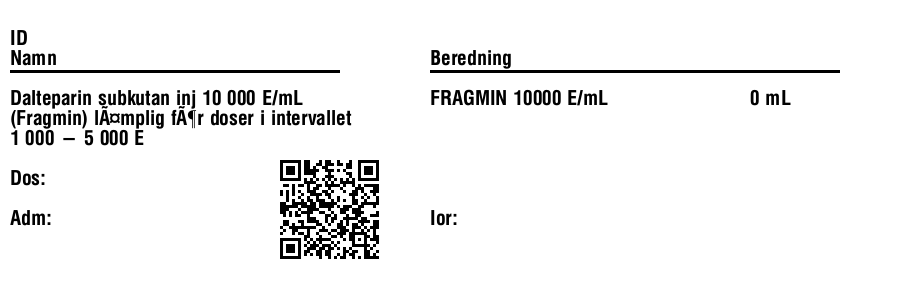 ID
Namn
Beredning
Dalteparin subkutan inj 10 000 E/mL
(Fragmin) lÃ¤mplig fÃ¶r doser i intervallet
1 000 – 5 000 E
FRAGMIN 10000 E/mL 0 mL
Dos:
Adm:
Ior: